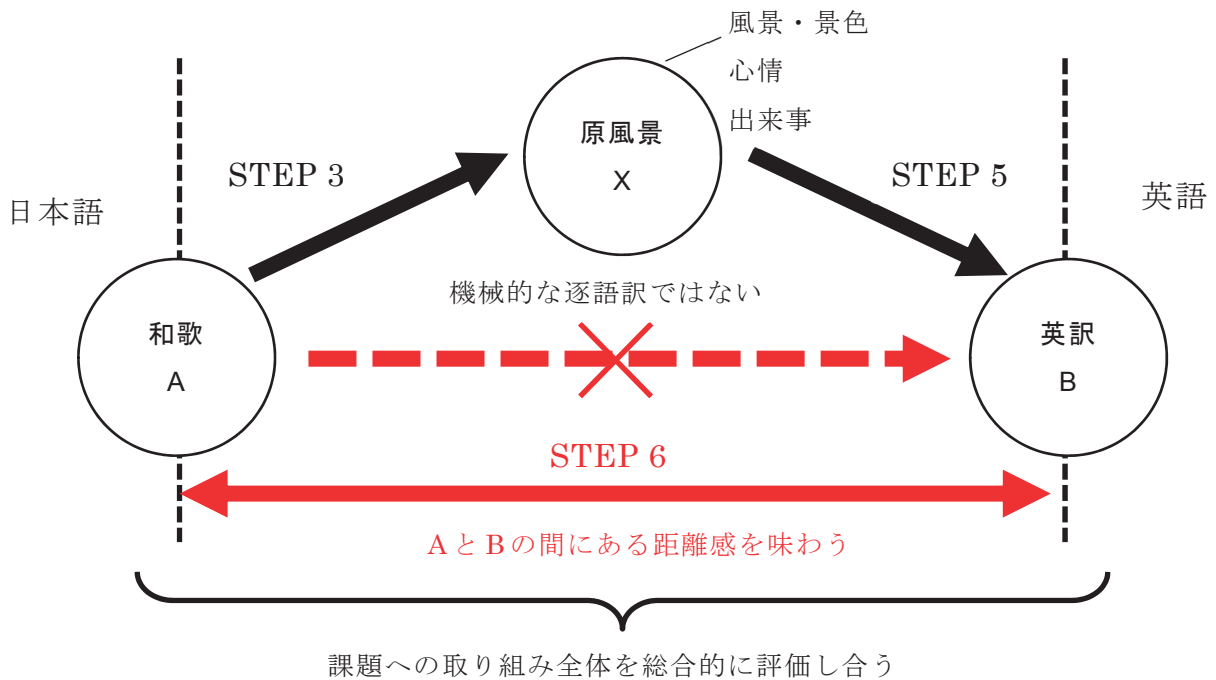 風景・景色
心情
出来事
原風景
X
STEP 3
STEP 5
日本語
英語
機械的な逐語訳ではない
和歌
A
英訳
B
STEP 6
AとBの間にある距離感を味わう
課題への取り組み全体を総合的に評価し合う